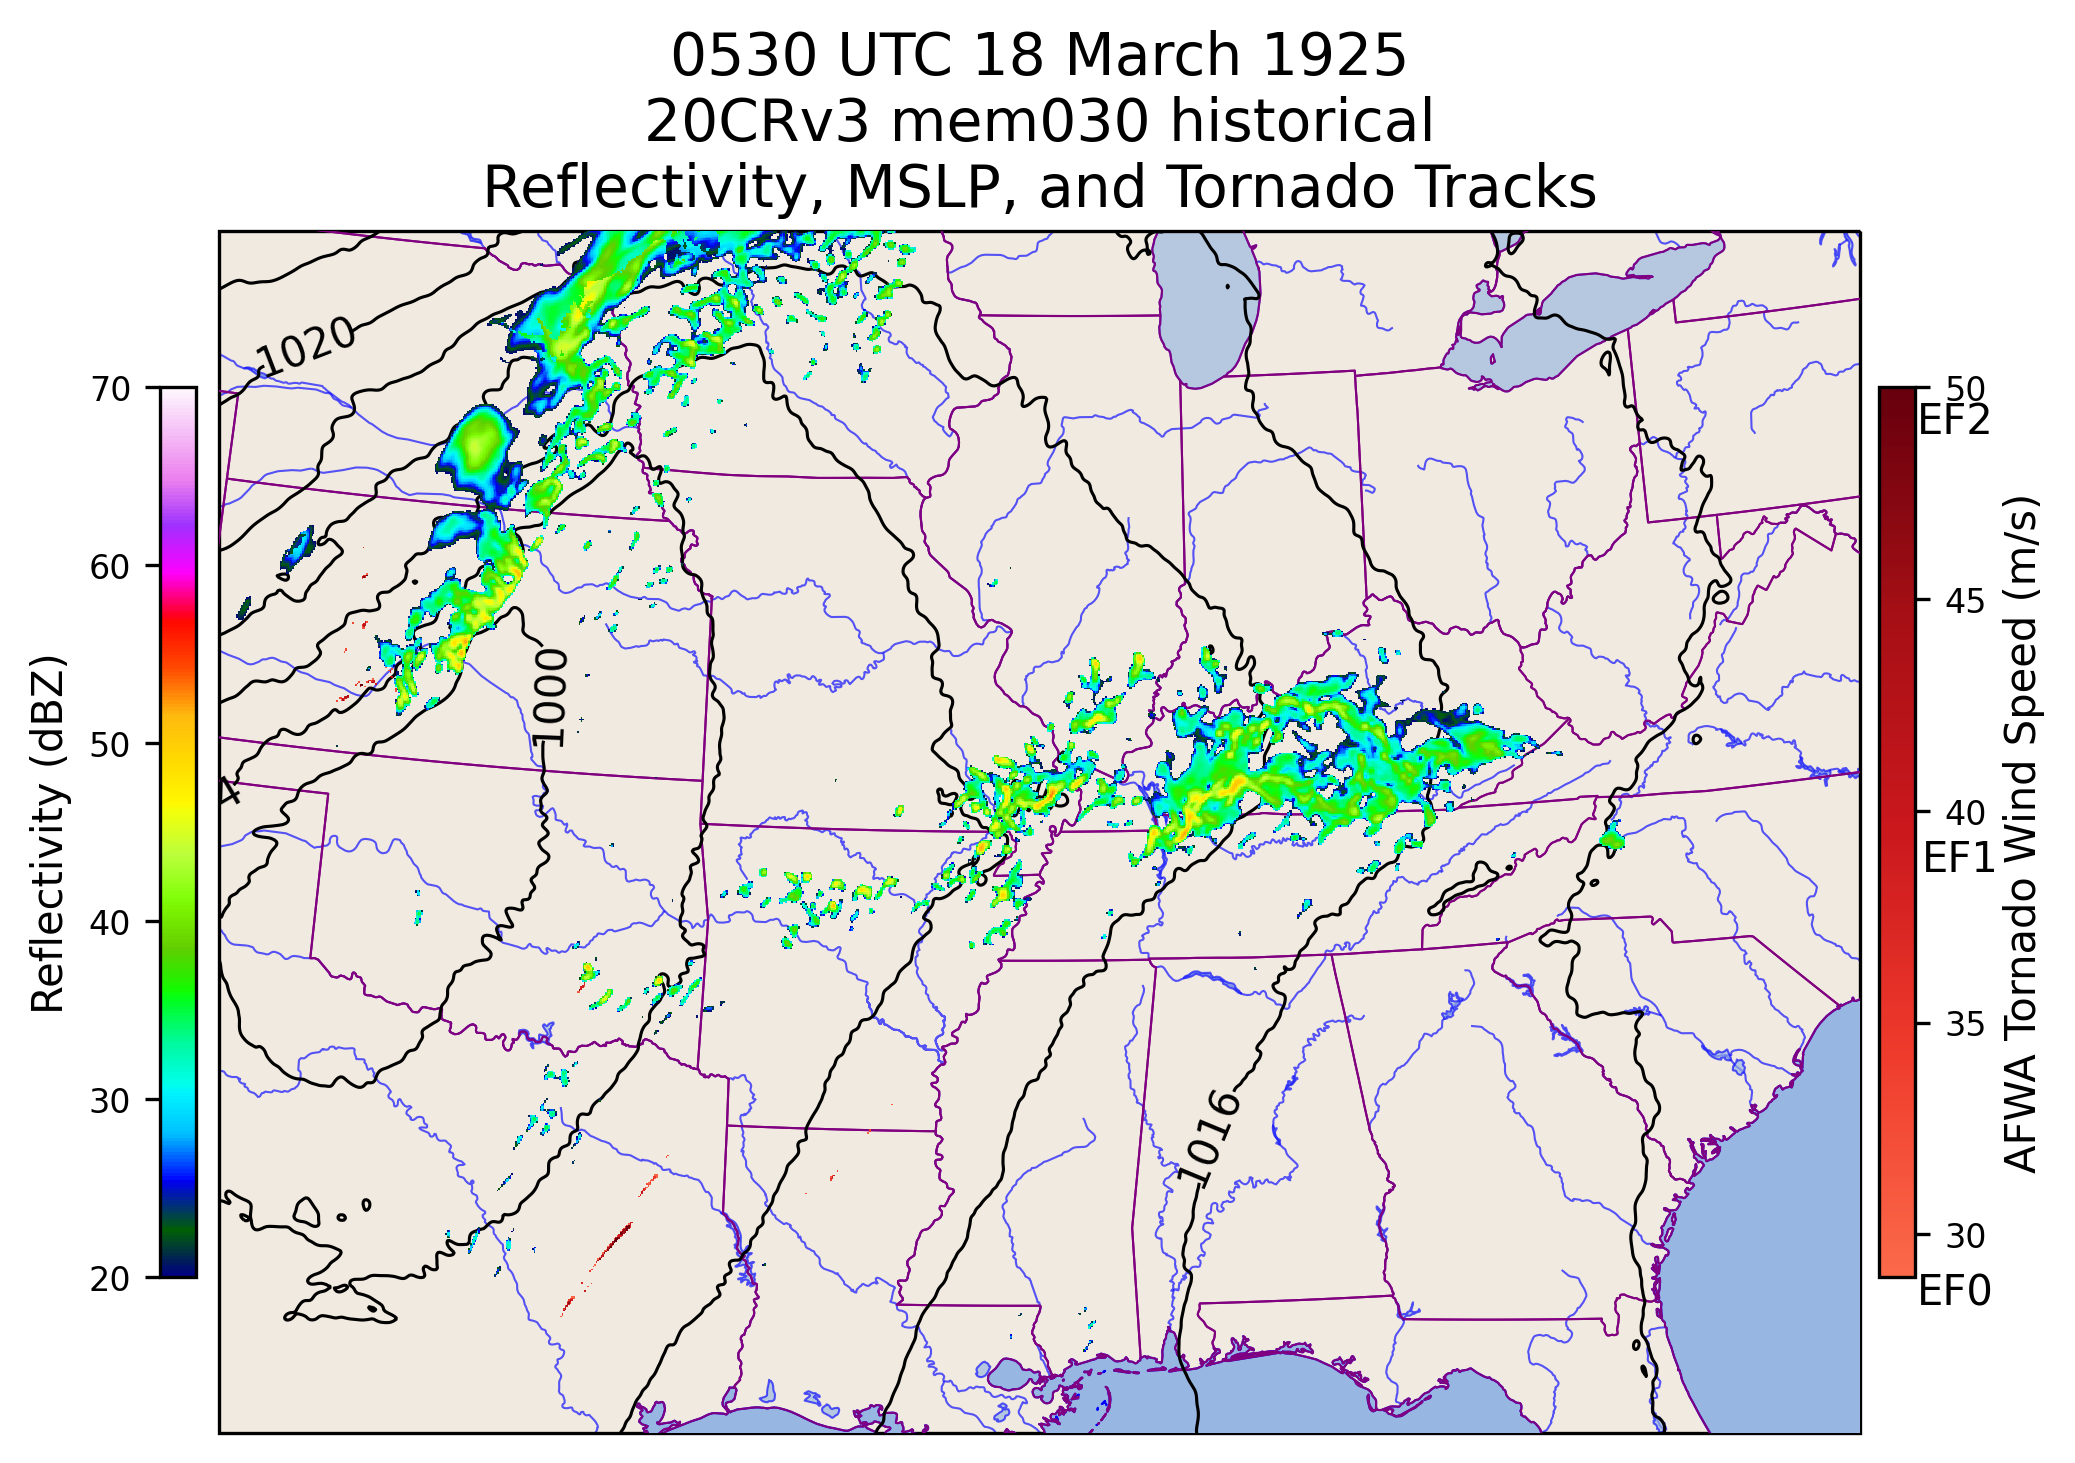 0530 UTC 18 March 1925
20CRv3 mem030 historical
Reflectivity, MSLP, and Tornado Tracks
1020
1000
4
1016
70
60
50
40
30
20
Reflectivity (dBZ)
50
EF2
45
40
EF1
35
30
EF0
AFWA Tornado Wind Speed (m/s)